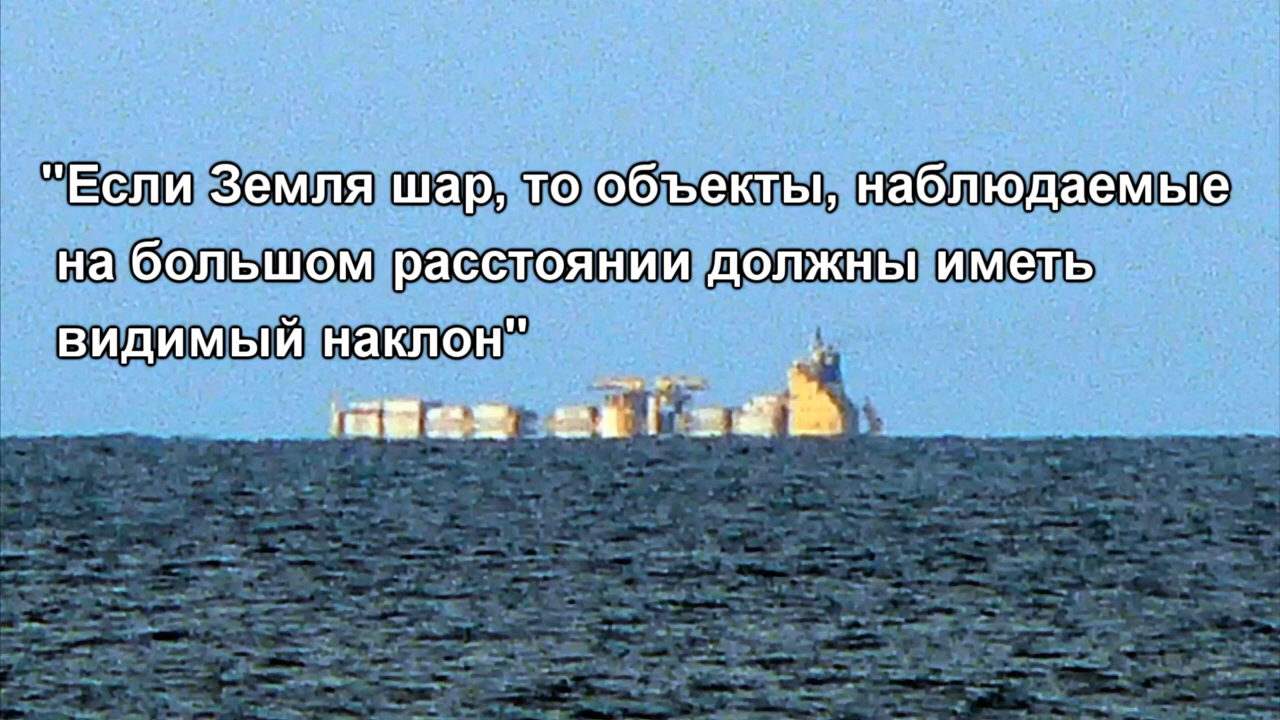 "Если Земля шар, то объекты, наблюдаемые
на большом расстоянии должны иметь
видимый наклон"